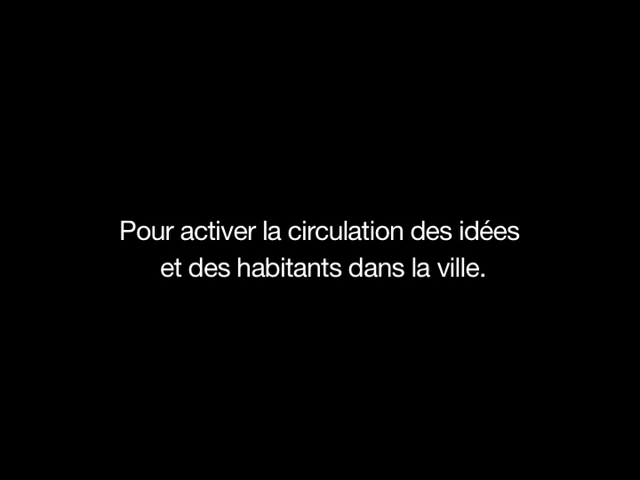 Pour activer la circulation des idées
et des habitants dans la ville.